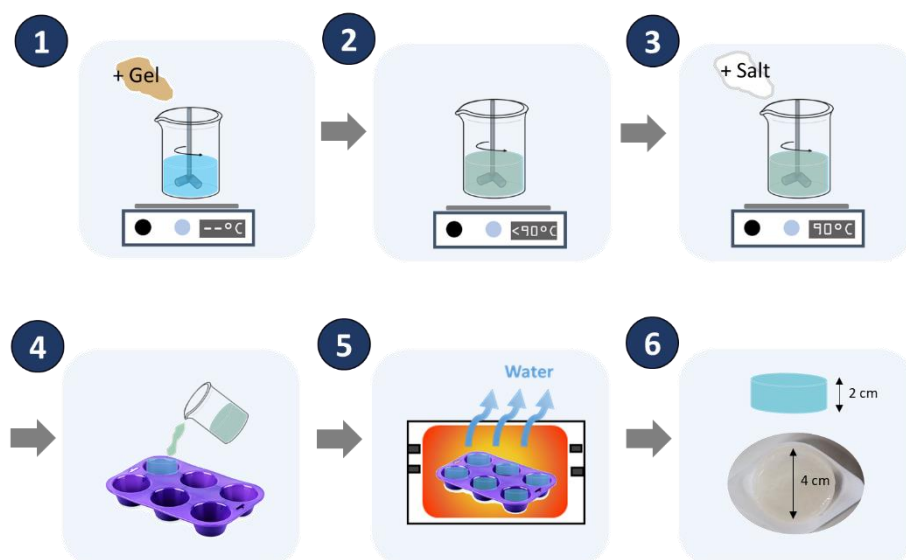 1
+ Gel
--°C
2
<90°C
3
+ Salt
90°C
4
5
Water
6
2 cm
4 cm